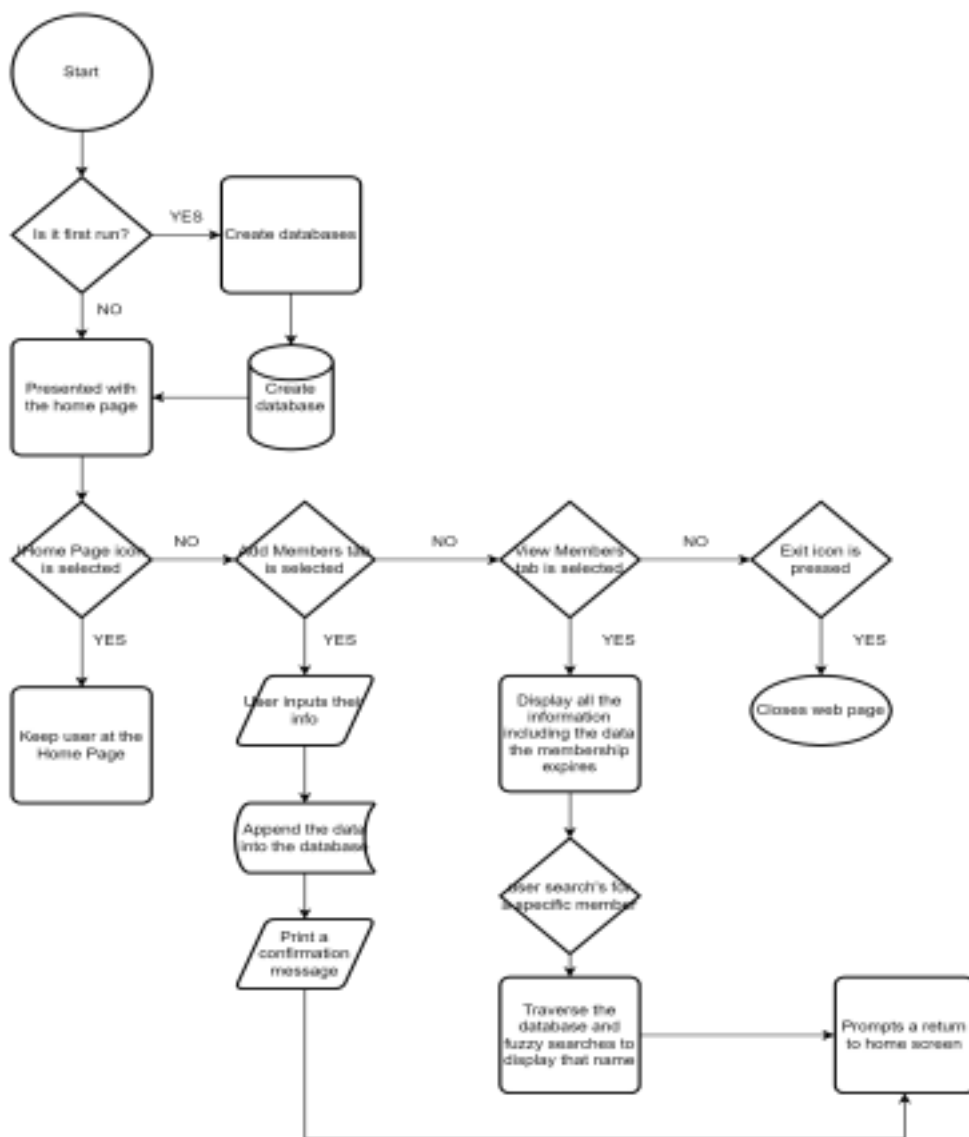 Start
Is it first run?
YES
Create databases
NO
Presented with
the home page
Create
database
Home Page icon
is selected
NO
Add Members tab
is selected
NO
View Members
tab is selected
NO
Exit icon is
pressed
YES
YES
YES
YES
Keep user at the
Home Page
User inputs their
info
Display all the
information
including the data
the membership
expires
Closes web page
Append the data
into the database
User search's for
a specific member
Print a
confirmation
message
Traverse the
database and
fuzzy searches to
display that name
Prompts a return
to home screen